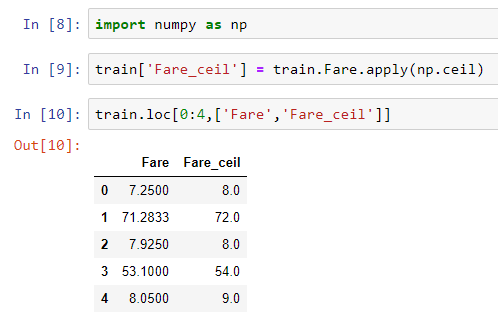 In [8]: import numpy as np
In [9]: train['Fare_ceil'] = train.Fare.apply(np.ceil)
In [10]: train.loc[0:4,['Fare','Fare_ceil']]
Out[10]:
Fare Fare_ceil
0 7.2500 8.0
1 71.2833 72.0
2 7.9250 8.0
3 53.1000 54.0
4 8.0500 9.0